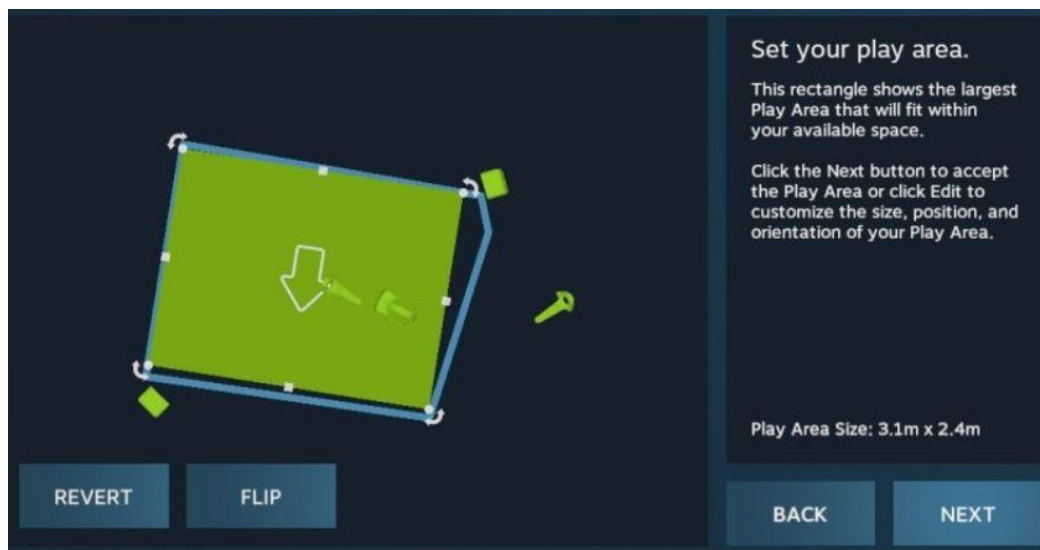 Set your play area.
This rectangle shows the largest
Play Area that will fit within
your available space.
Click the Next button to accept
the Play Area or click Edit to
customize the size, position, and
orientation of your Play Area.
Play Area Size: 3.1m x 2.4m
REVERT
FLIP
BACK
NEXT